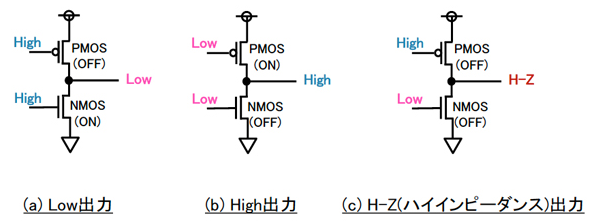 High
PMOS
(OFF)
Low
High
NMOS
(ON)
(a) Low出力
Low
PMOS
(ON)
High
Low
NMOS
(OFF)
(b) High出力
High
PMOS
(OFF)
H-Z
Low
NMOS
(OFF)
(c) H-Z(ハイインピーダンス)出力